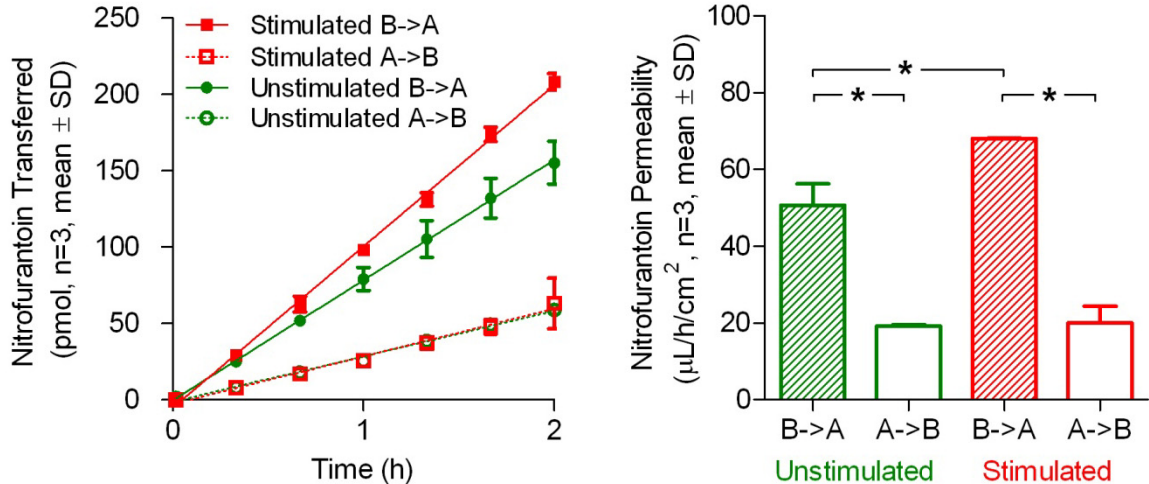 Nitrofurantoin Transferred
(pmol, n=3, mean ± SD)
250
200
150
100
50
0
Stimulated B->A
Stimulated A->B
Unstimulated B->A
Unstimulated A->B
0 1 2
Time (h)
Nitrofurantoin Permeability
(µL/h/cm², n=3, mean ± SD)
100
80
60
40
20
0
*
* *
B->A A->B B->A A->B
Unstimulated Stimulated